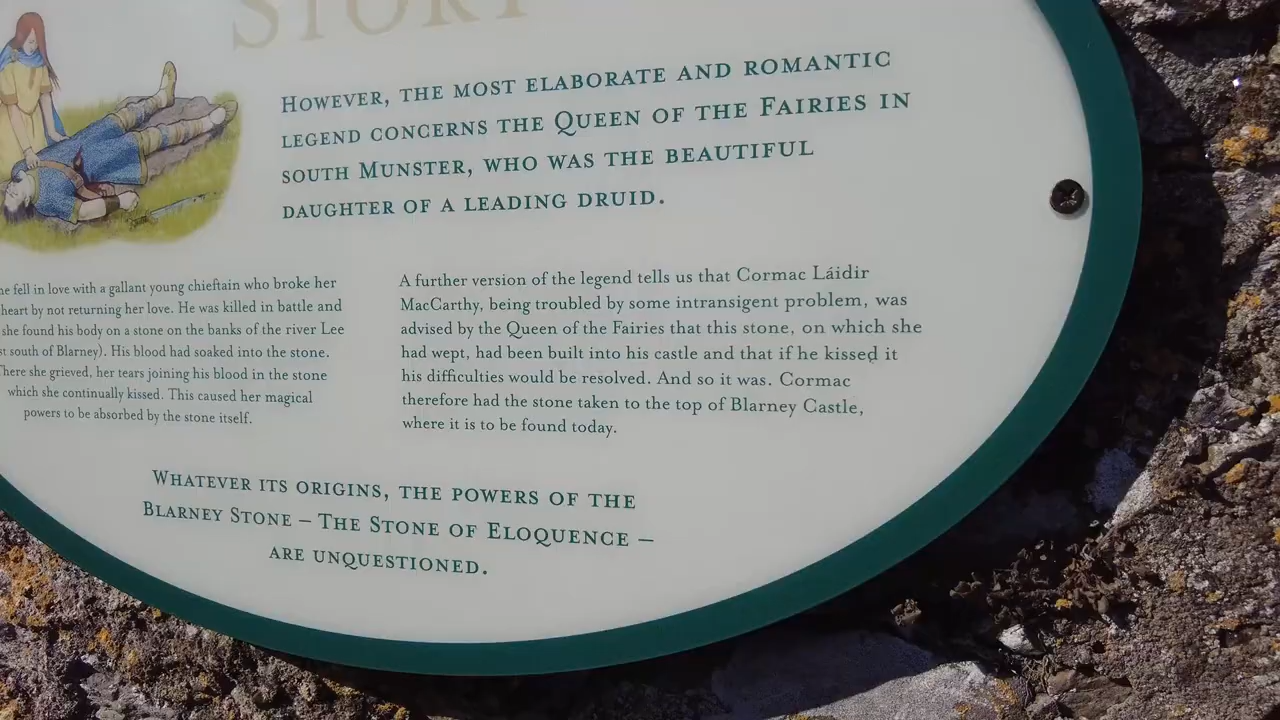 STORY
HOWEVER, THE MOST ELABORATE AND ROMANTIC
LEGEND CONCERNS THE QUEEN OF THE FAIRIES IN
SOUTH MUNSTER, WHO WAS THE BEAUTIFUL
DAUGHTER OF A LEADING DRUID.
fell in love with a gallant young chieftain who broke her
heart by not returning her love. He was killed in battle and
she found his body on a stone on the banks of the river Lee
south of Blarney). His blood had soaked into the stone.
There she grieved, her tears joining his blood in the stone
which she continually kissed. This caused her magical
powers to be absorbed by the stone itself.
A further version of the legend tells us that Cormac Láidir
MacCarthy, being troubled by some intransigent problem, was
advised by the Queen of the Fairies that this stone, on which she
had wept, had been built into his castle and that if he kissed it
his difficulties would be resolved. And so it was. Cormac
therefore had the stone taken to the top of Blarney Castle,
where it is to be found today.
WHATEVER ITS ORIGINS, THE POWERS OF THE
BLARNEY STONE – THE STONE OF ELOQUENCE –
ARE UNQUESTIONED.